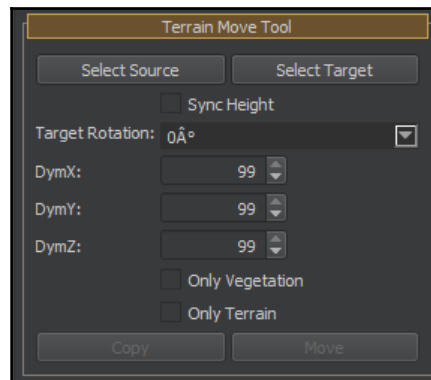 Terrain Move Tool
Select Source Select Target
Sync Height
Target Rotation: 0Âº
DymX: 99
DymY: 99
DymZ: 99
Only Vegetation
Only Terrain
Copy Move